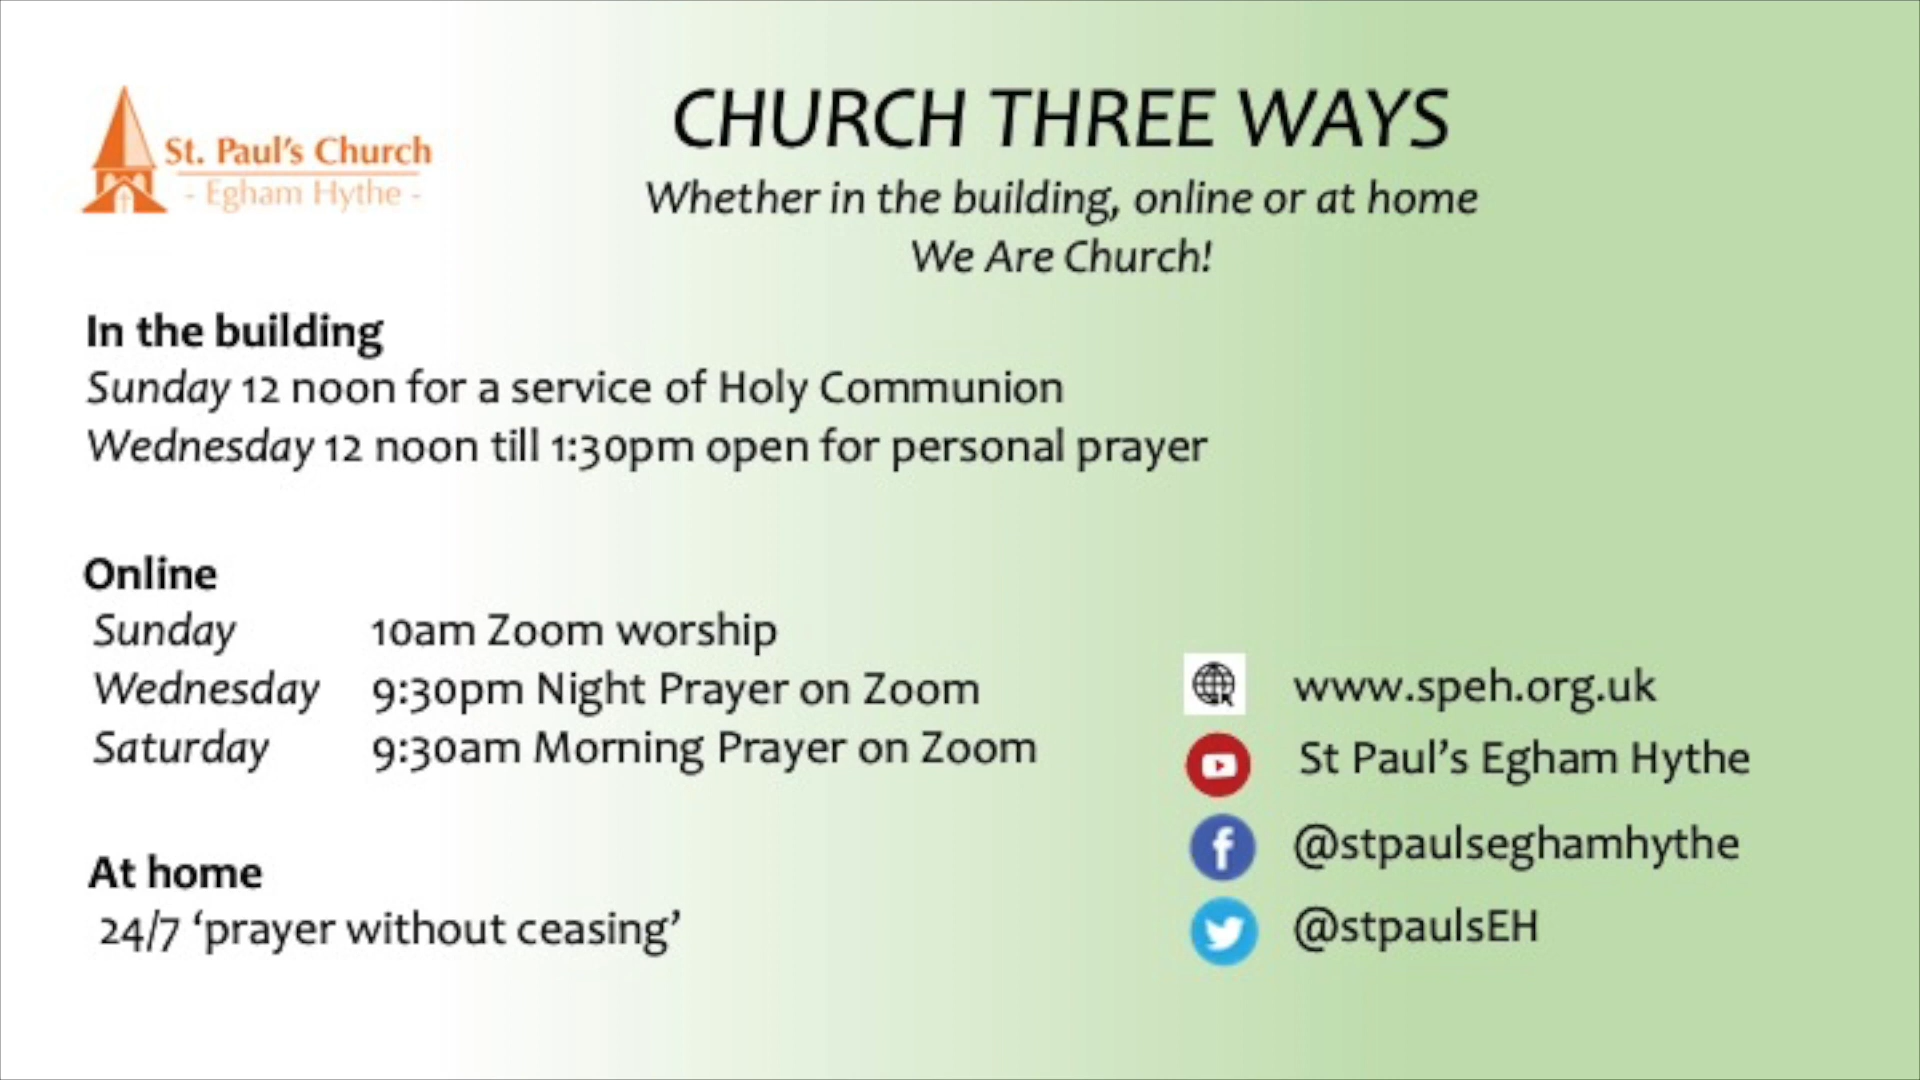 St. Paul's Church
- Egham Hythe -
CHURCH THREE WAYS
Whether in the building, online or at home
We Are Church!
In the building
Sunday 12 noon for a service of Holy Communion
Wednesday 12 noon till 1:30pm open for personal prayer
Online
Sunday 10am Zoom worship
Wednesday 9:30pm Night Prayer on Zoom
Saturday 9:30am Morning Prayer on Zoom
At home
24/7 ‘prayer without ceasing’
www.speh.org.uk
St Paul’s Egham Hythe
@stpaulseghamhythe
@stpaulsEH